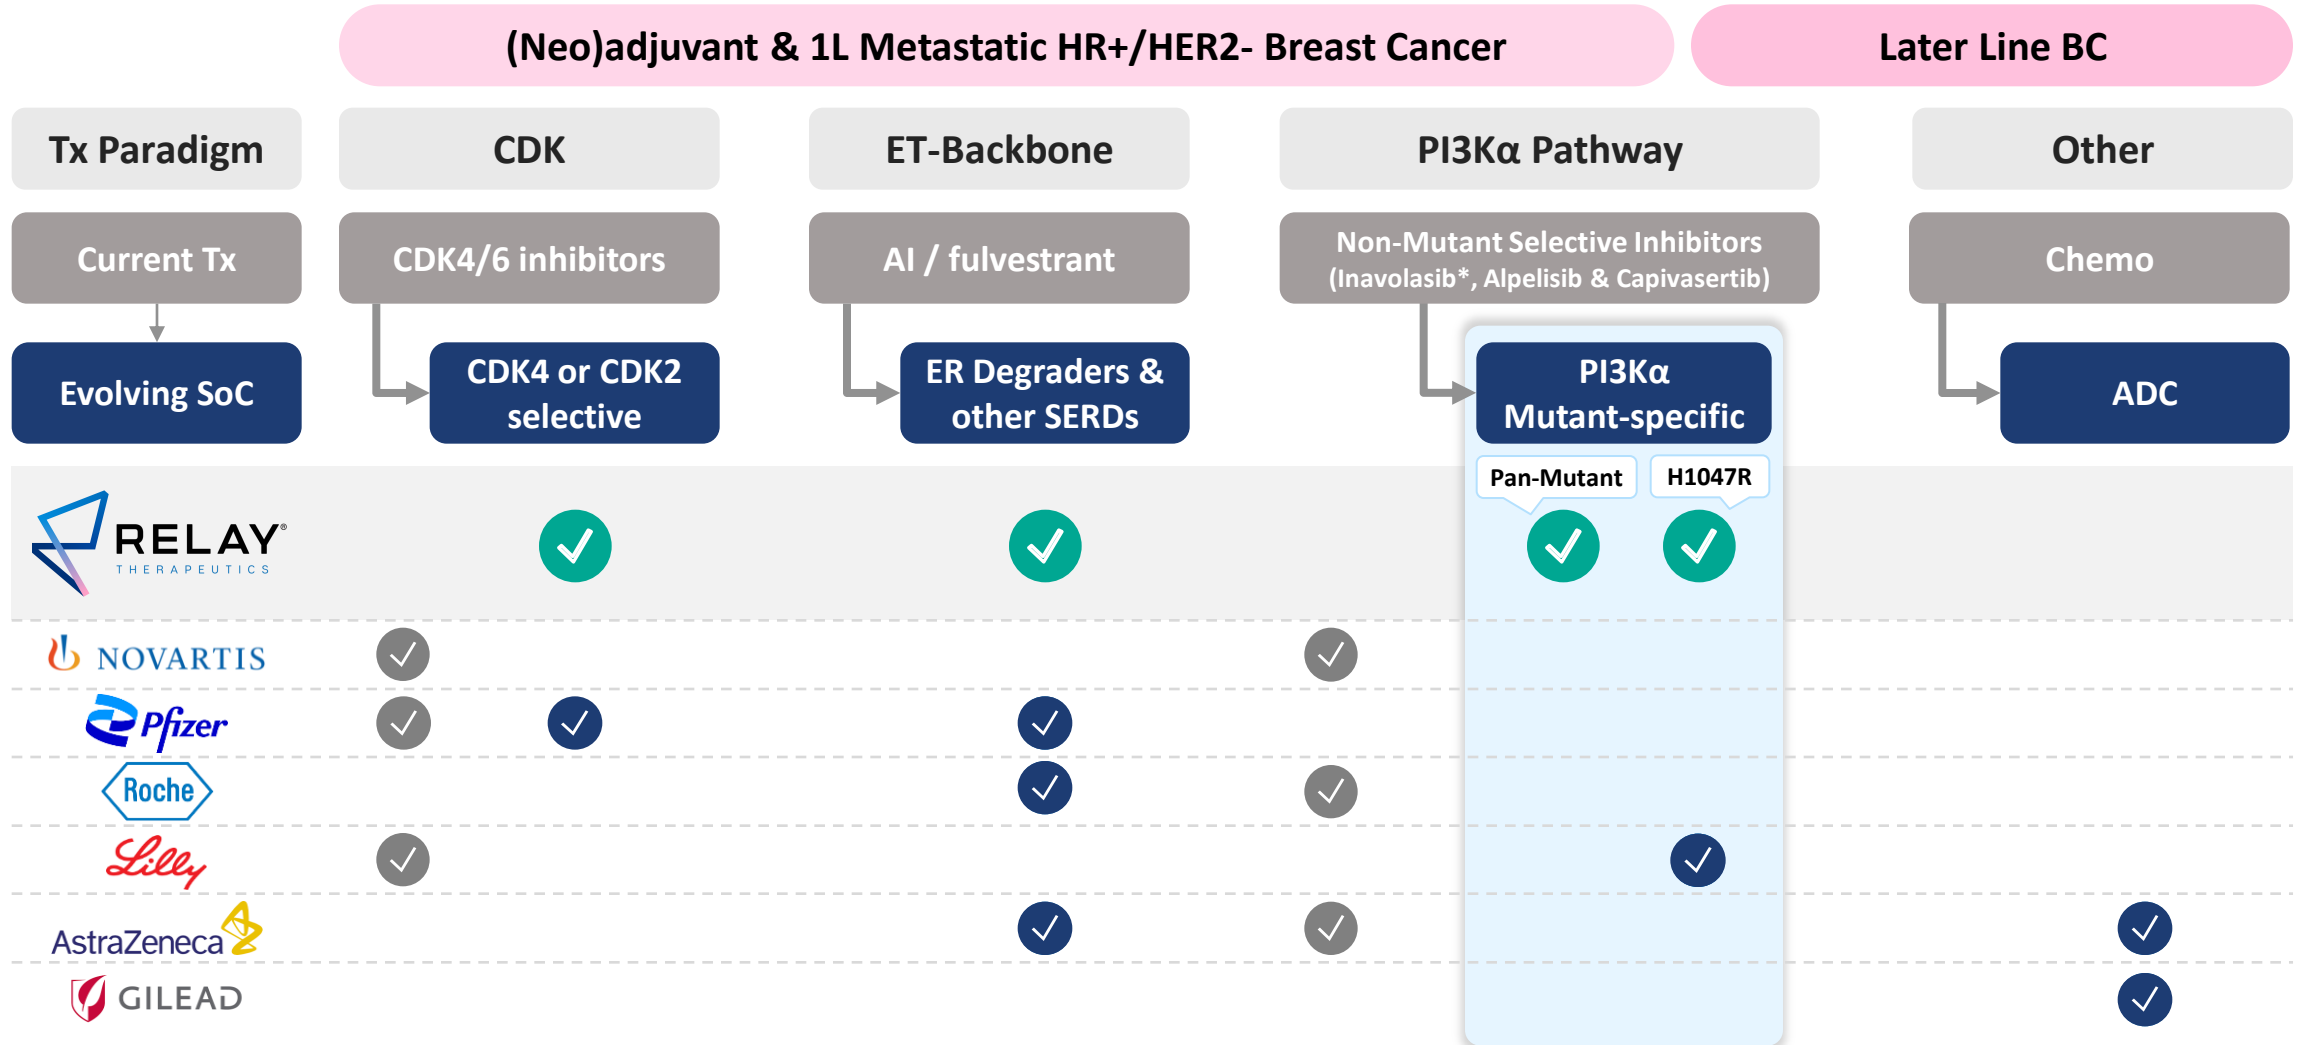 (Neo)adjuvant & 1L Metastatic HR+/HER2- Breast Cancer
Later Line BC
Tx Paradigm
CDK
ET-Backbone
PI3Kα Pathway
Other
Current Tx
CDK4/6 inhibitors
AI / fulvestrant
Non-Mutant Selective Inhibitors
(Inavolasib*, Alpelisib & Capivasertib)
Chemo
Evolving SoC
CDK4 or CDK2
selective
ER Degraders &
other SERDs
PI3Kα
Mutant-specific
ADC
Pan-Mutant
H1047R
RELAY®
THERAPEUTICS
NOVARTIS
Pfizer
Roche
Lilly
AstraZeneca
GILEAD